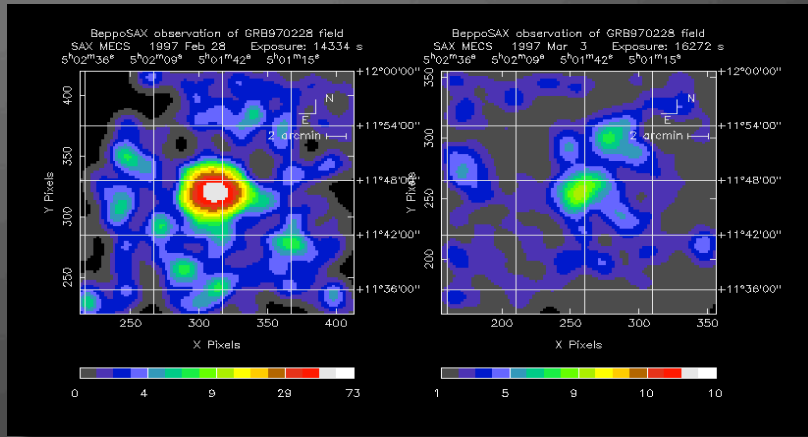 BeppoSAX observation of GRB970228 field
SAX MECS 1997 Feb 28 Exposure: 14334 s
5ʰ02ᵐ36ˢ 5ʰ02ᵐ09ˢ 5ʰ01ᵐ42ˢ 5ʰ01ᵐ15ˢ
+12°00'00"
400
N
E
+11°54'00"
2 arcmin
350
+11°48'00"
Y Pixels
300
+11°42'00"
250
+11°36'00"
250 300 350 400
X Pixels
0 4 9 29 73
BeppoSAX observation of GRB970228 field
SAX MECS 1997 Mar 3 Exposure: 16272 s
5ʰ02ᵐ36ˢ 5ʰ02ᵐ09ˢ 5ʰ01ᵐ42ˢ 5ʰ01ᵐ15ˢ
350
+12°00'00"
N
E
+11°54'00"
300
2 arcmin
+11°48'00"
Y Pixels
250
+11°42'00"
200
+11°36'00"
200 250 300 350
X Pixels
1 5 9 10 10